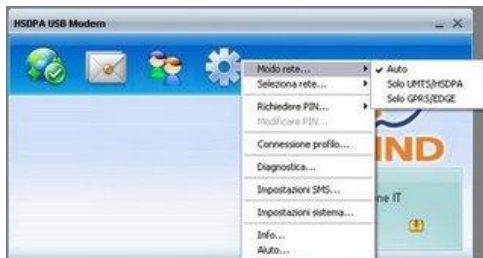 HSDPA USB Modem
Modo rete...
Auto
Seleziona rete...
Solo UMTS/HSDPA
Solo GPRS/EDGE
Richiedere PIN...
Modificare PIN...
Connessione profilo...
IND
Diagnostica...
Impostazioni SMS...
ne IT
Impostazioni sistema...
Info...
Aiuto...